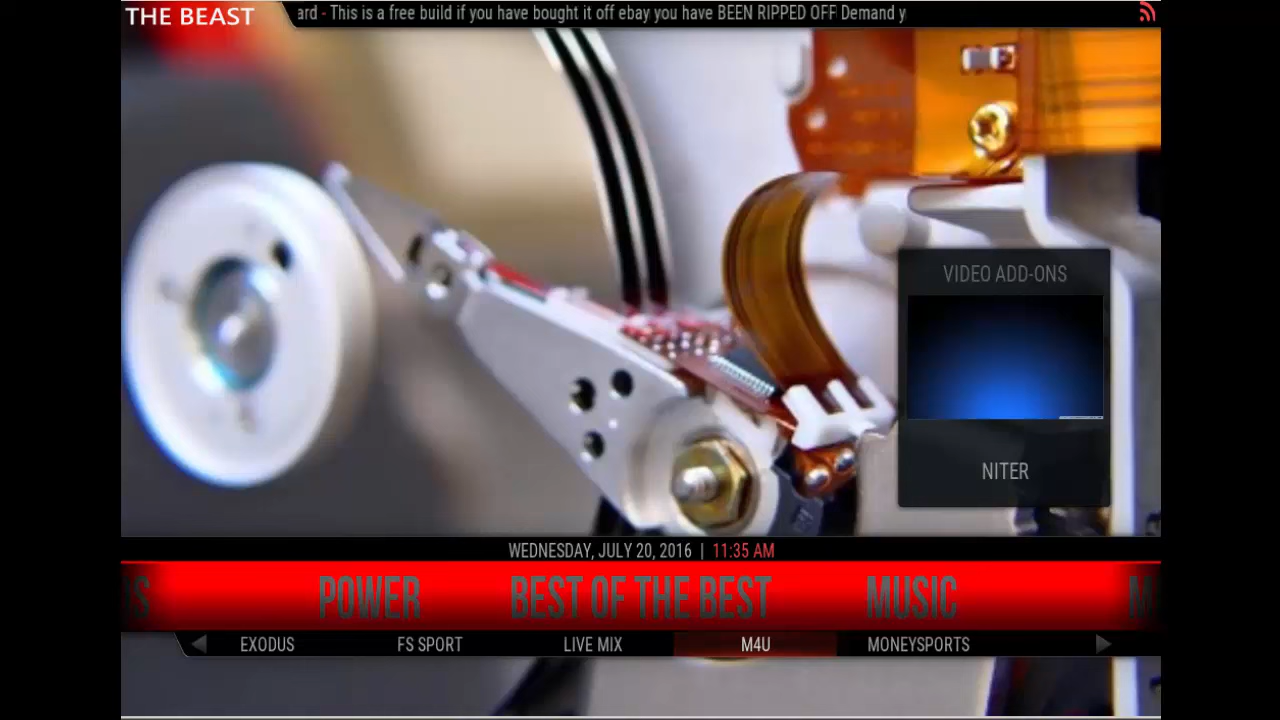 THE BEAST
ard - This is a free build if you have bought it off ebay you have BEEN RIPPED OFF Demand y
VIDEO ADD-ONS
NITER
WEDNESDAY, JULY 20, 2016 | 11:35 AM
POWER BEST OF THE BEST MUSIC
EXODUS FS SPORT LIVE MIX M4U MONEYSPORTS